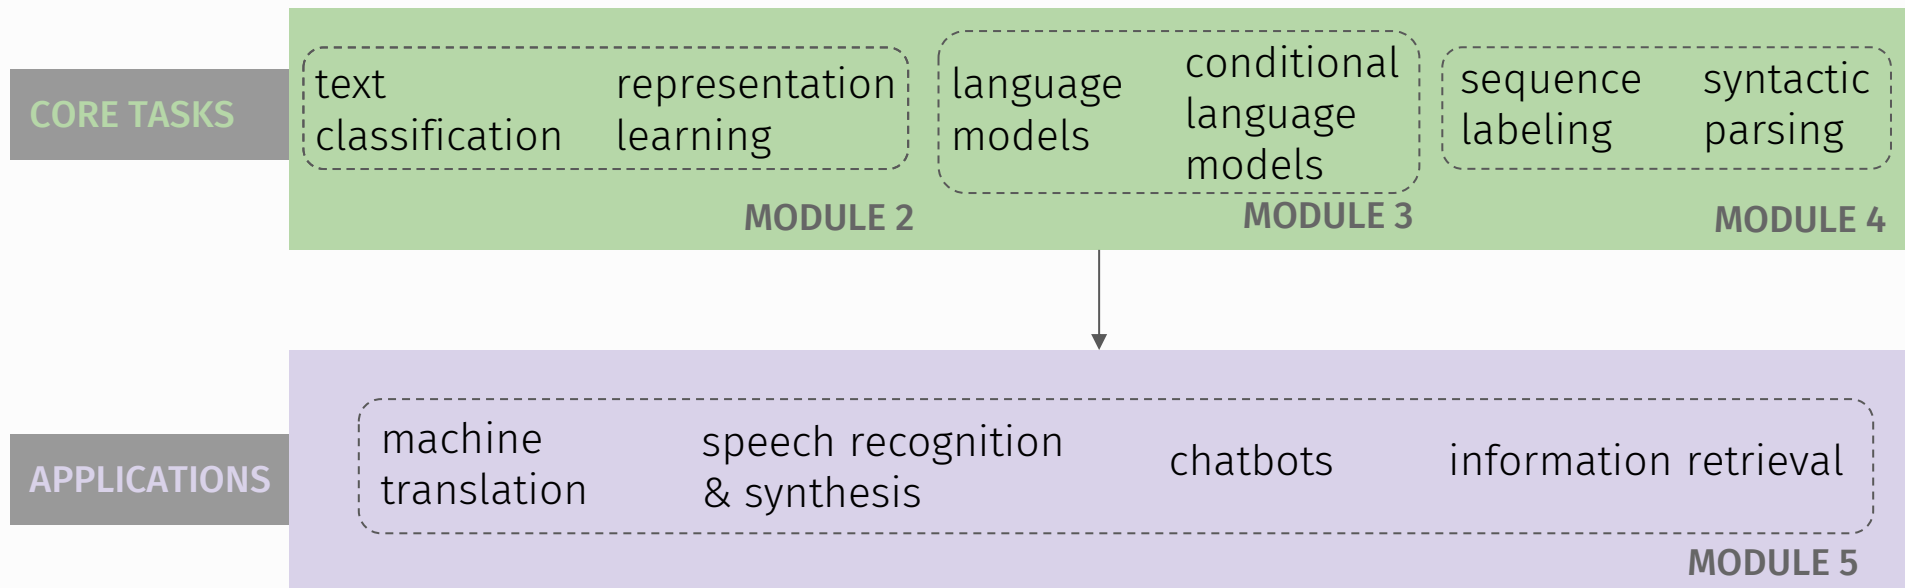 CORE TASKS
text
classification
representation
learning
MODULE 2
language
models
conditional
language
models
MODULE 3
sequence
labeling
syntactic
parsing
MODULE 4
APPLICATIONS
machine
translation
speech recognition
& synthesis
chatbots
information retrieval
MODULE 5